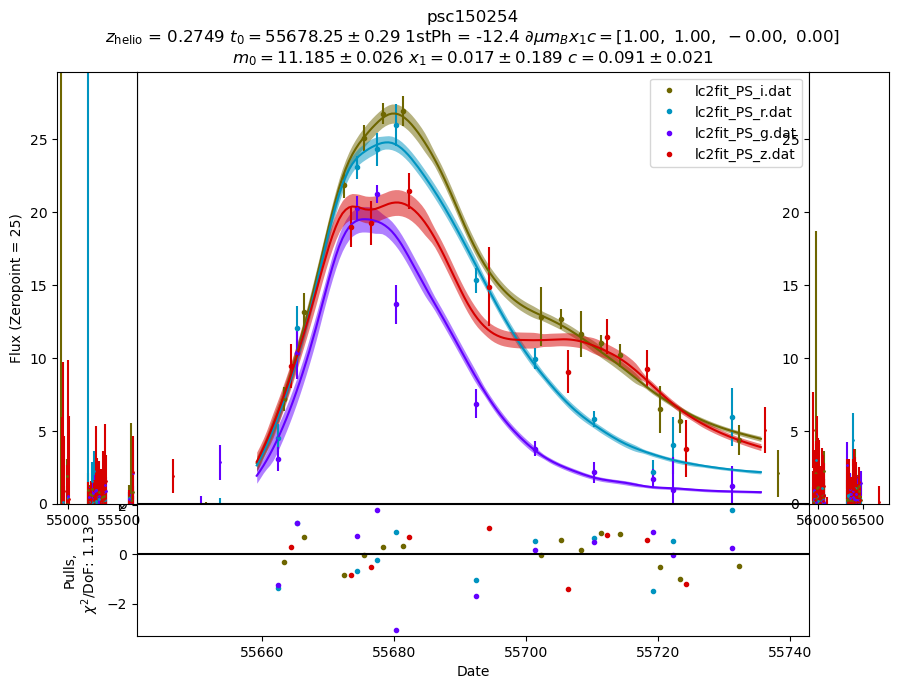 psc150254
z_helio = 0.2749 t_0 = 55678.25 ± 0.29 1stPh = -12.4 ∂μm_Bx_1c = [1.00, 1.00, −0.00, 0.00]
m_0 = 11.185 ± 0.026 x_1 = 0.017 ± 0.189 c = 0.091 ± 0.021
lc2fit_PS_i.dat
lc2fit_PS_r.dat
lc2fit_PS_g.dat
lc2fit_PS_z.dat
Flux (Zeropoint = 25)
25
20
15
10
5
0
25
20
15
10
5
0
55000
55500
56000
56500
Pulls,
χ²/DoF: 1.13
0
−2
55660
55680
55700
55720
55740
Date